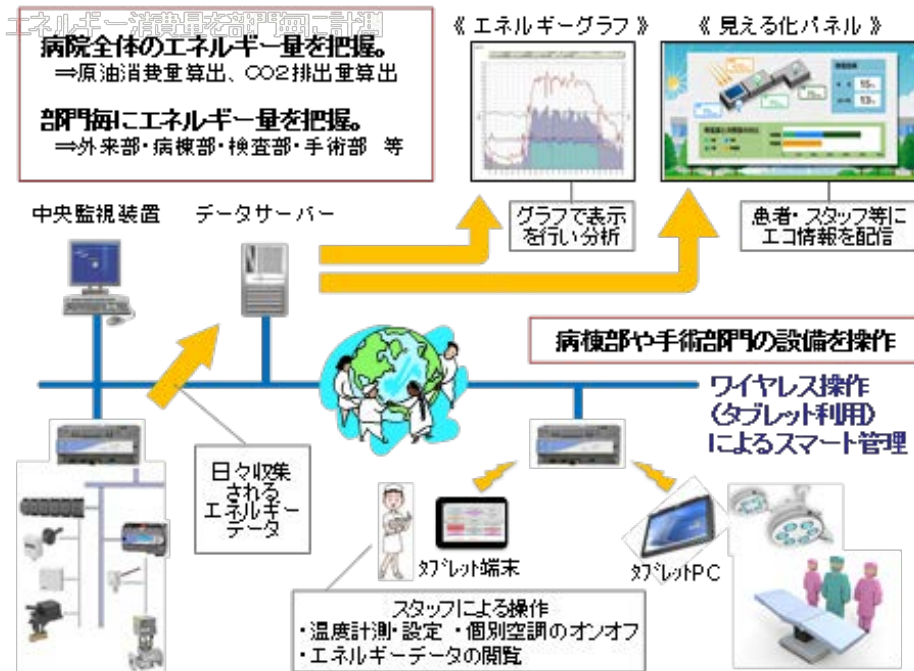 エネルギー消費量を部門毎に計測
病院全体のエネルギー量を把握。
⇒原油消費量算出、CO2排出量算出
部門毎にエネルギー量を把握。
⇒外来部・病棟部・検査部・手術部 等
《 エネルギーグラフ 》
《 見える化パネル 》
グラフで表示
を行い分析
患者・スタッフ等に
エコ情報を配信
中央監視装置
データサーバー
病棟部や手術部門の設備を操作
ワイヤレス操作
(タブレット利用)
によるスマート管理
日々収集
される
エネルギー
データ
タブレット端末
タブレットPC
スタッフによる操作
・温度計測・設定 ・個別空調のオンオフ
・エネルギーデータの閲覧